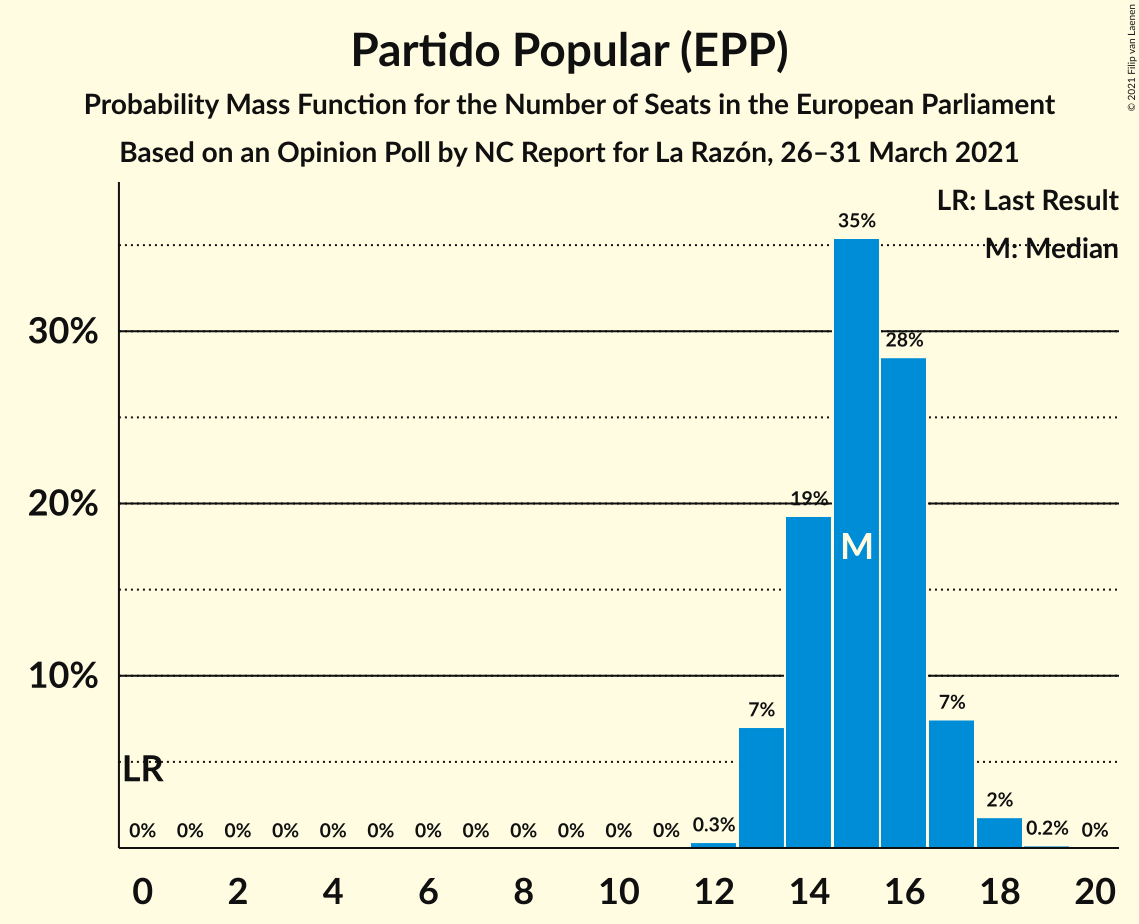 Partido Popular (EPP)
Probability Mass Function for the Number of Seats in the European Parliament
Based on an Opinion Poll by NC Report for La Razón, 26–31 March 2021
© 2021 Filip van Laenen
LR: Last Result
M: Median
30%
20%
10%
35%
28%
19%
M
7%
7%
LR
2%
0% 0% 0% 0% 0% 0% 0% 0% 0% 0% 0% 0% 0.3% 0.2% 0%
0 2 4 6 8 10 12 14 16 18 20